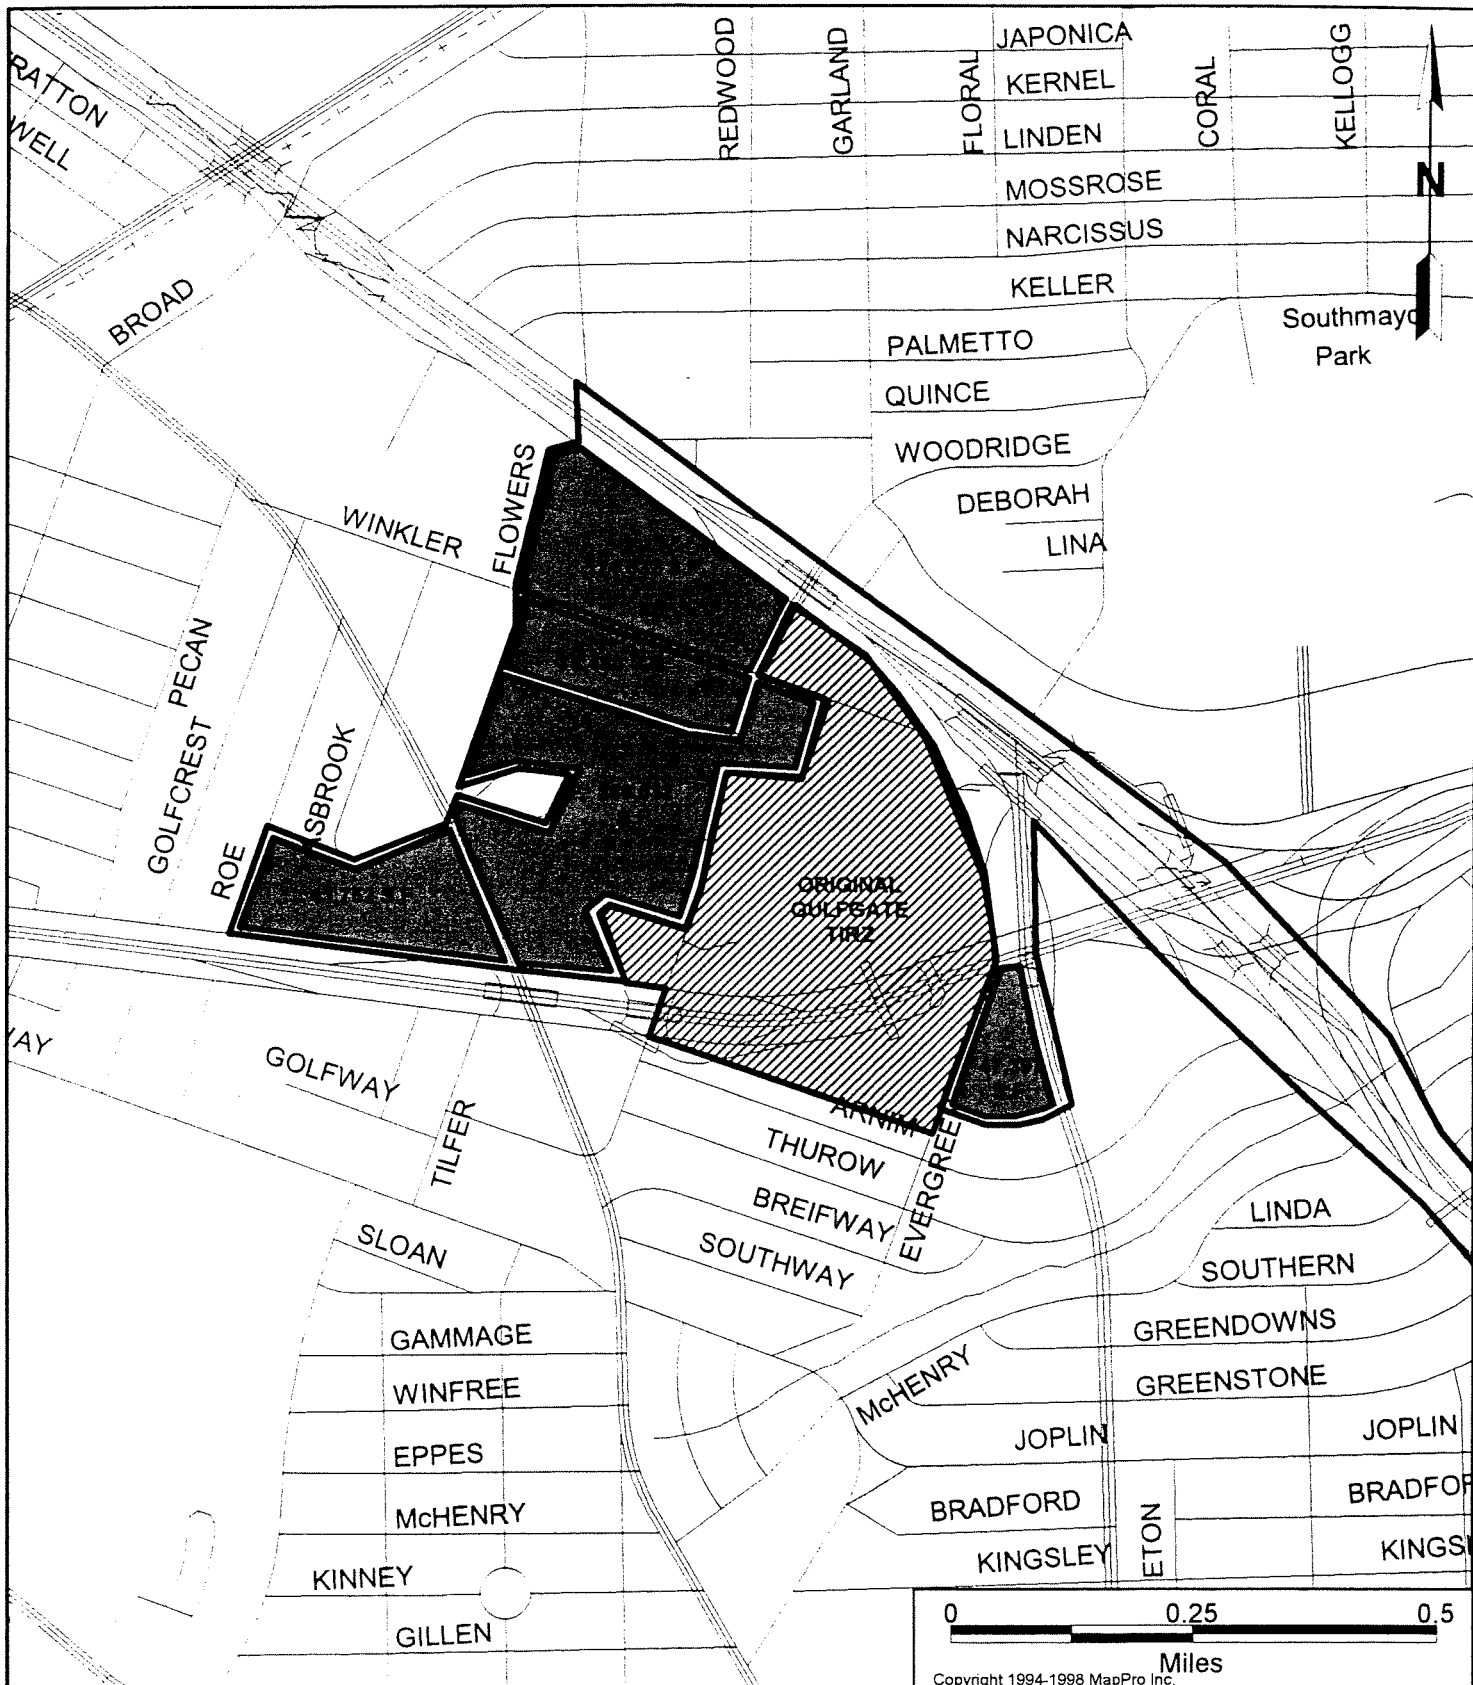 JAPONICA
KERNEL
LINDEN
MOSSROSE
NARCISSUS
KELLER
REDWOOD
GARLAND
FLORAL
CORAL
KELLOGG
N
RATTON
WELL
BROAD
Southmayd
Park
PALMETTO
QUINCE
WOODRIDGE
DEBORAH
LINA
FLOWERS
WINKLER
PECAN
GOLFCREST
SBROOK
ROE
ORIGINAL
GULFGATE
TIRZ
WAY
GOLFWAY
TILFER
ARNIM
THUROW
BREIFWAY
SOUTHWAY
EVERGREE
SLOAN
LINDA
SOUTHERN
GREENDOWNS
GREENSTONE
GAMMAGE
WINFREE
EPPES
McHENRY
KINNEY
GILLEN
McHENRY
JOPLIN
JOPLIN
BRADFORD
BRADFOR
KINGSLEY
KINGSL
ETON
0 0.25 0.5
Miles
Copyright 1994-1998 MapPro Inc.